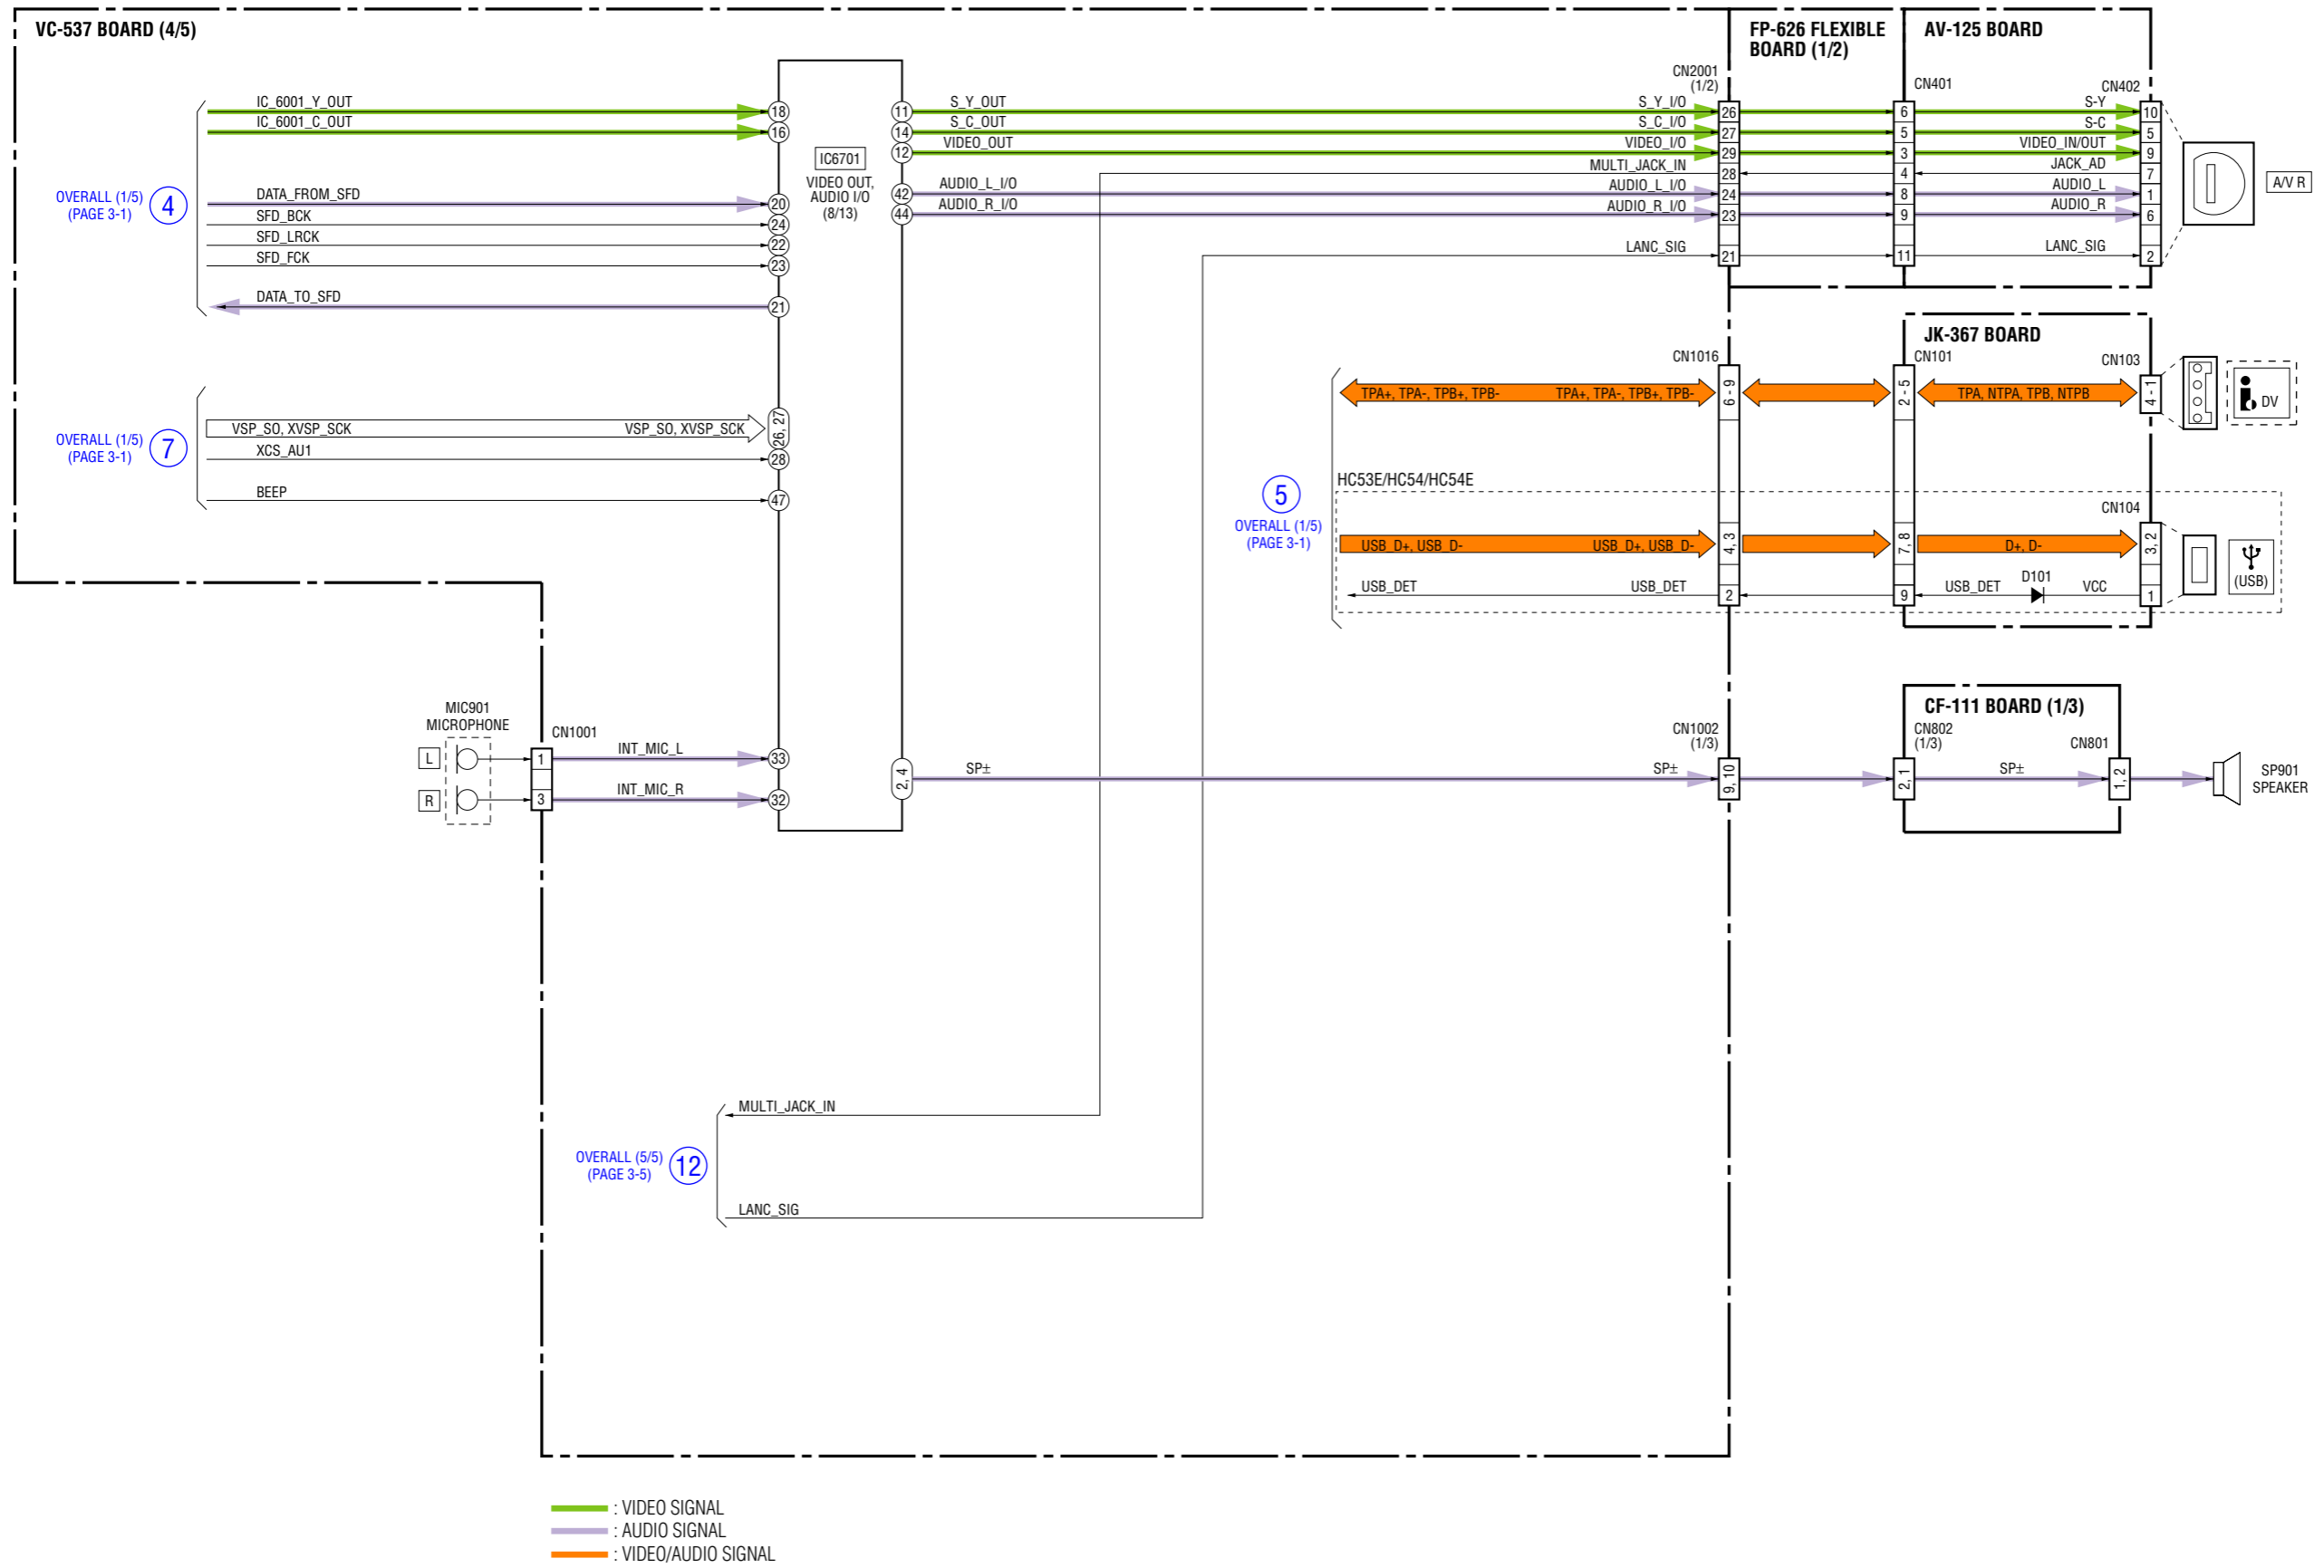 VC-537 BOARD (4/5)
FP-626 FLEXIBLE
BOARD (1/2)
AV-125 BOARD
CN2001
(1/2)
CN401
CN402
IC_6001_Y_OUT
18
11
S_Y_OUT
S_Y_I/O
26
6
S-Y
10
IC_6001_C_OUT
16
14
S_C_OUT
S_C_I/O
27
5
S-C
5
12
VIDEO_OUT
VIDEO_I/O
29
3
VIDEO_IN/OUT
9
IC6701
VIDEO OUT,
AUDIO I/O
(8/13)
MULTI_JACK_IN
28
4
JACK_AD
7
A/V R
OVERALL (1/5)
(PAGE 3-1)
4
DATA_FROM_SFD
20
42
AUDIO_L_I/O
AUDIO_L_I/O
24
8
AUDIO_L
1
SFD_BCK
24
44
AUDIO_R_I/O
AUDIO_R_I/O
23
9
AUDIO_R
6
SFD_LRCK
22
SFD_FCK
23
LANC_SIG
21
11
LANC_SIG
2
DATA_TO_SFD
21
JK-367 BOARD
CN1016
CN101
CN103
TPA+, TPA-, TPB+, TPB-
TPA+, TPA-, TPB+, TPB-
6 - 9
2 - 5
TPA, NTPA, TPB, NTPB
4 - 1
DV
OVERALL (1/5)
(PAGE 3-1)
7
VSP_SO, XVSP_SCK
VSP_SO, XVSP_SCK
26, 27
XCS_AU1
28
BEEP
47
HC53E/HC54/HC54E
5
OVERALL (1/5)
(PAGE 3-1)
CN104
USB_D+, USB_D-
USB_D+, USB_D-
4, 3
7, 8
D+, D-
3, 2
(USB)
USB_DET
USB_DET
2
9
USB_DET
D101
VCC
1
CF-111 BOARD (1/3)
MIC901
MICROPHONE
CN1001
CN1002
(1/3)
CN802
(1/3)
CN801
L
1
INT_MIC_L
33
R
3
INT_MIC_R
32
2, 4
SP±
SP±
9, 10
2, 1
SP±
1, 2
SP901
SPEAKER
MULTI_JACK_IN
OVERALL (5/5)
(PAGE 3-5)
12
LANC_SIG
: VIDEO SIGNAL
: AUDIO SIGNAL
: VIDEO/AUDIO SIGNAL